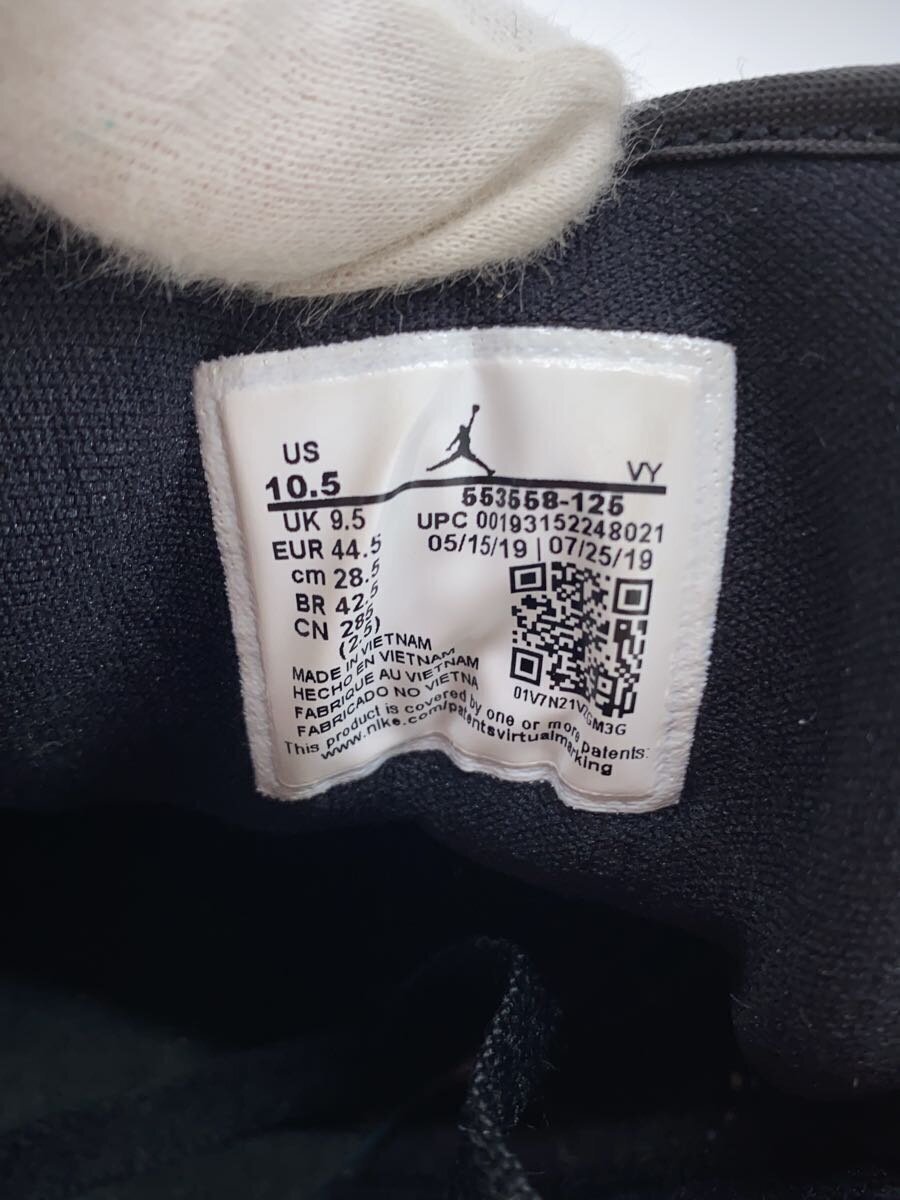 US
10.5
VY
553558-125
UK 9.5
UPC 00193152248021
EUR 44.5
05/15/19 | 07/25/19
cm 28.5
BR 42.5
CN 285
(2.5)
MADE IN VIETNAM
HECHO EN VIETNAM
FABRIQUE AU VIETNAM
FABRICADO NO VIETNA
This product is covered by one or more patents:
www.nike.com/patentsvirtualmarking